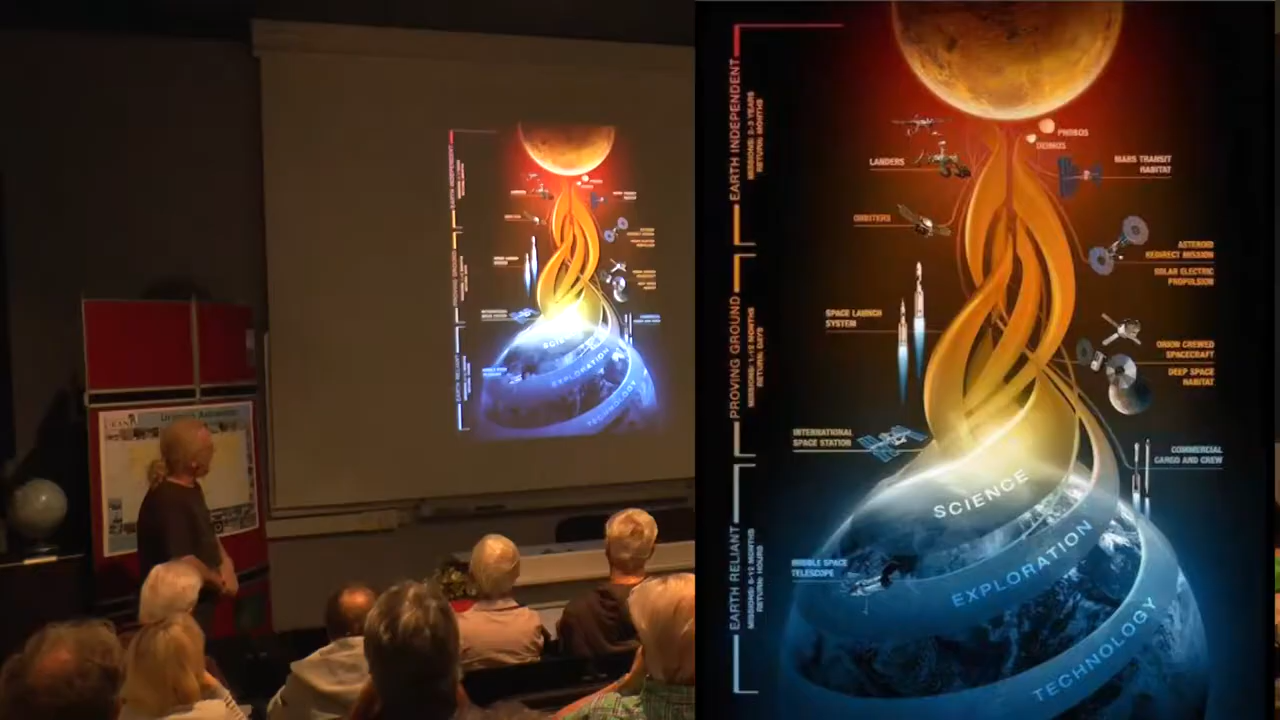 EARTH INDEPENDENT
MISSIONS: 2-3 YEARS
RETURN: MONTHS
PHOBOS
DEIMOS
LANDERS
MARS TRANSIT
HABITAT
ORBITERS
ASTEROID
REDIRECT MISSION
SOLAR ELECTRIC
PROPULSION
PROVING GROUND
MISSIONS: 1-12 MONTHS
RETURN: DAYS
SPACE LAUNCH
SYSTEM
ORION CREWED
SPACECRAFT
DEEP SPACE
HABITAT
INTERNATIONAL
SPACE STATION
COMMERCIAL
CARGO AND CREW
EARTH RELIANT
MISSIONS: 6-12 MONTHS
RETURN: HOURS
HUBBLE SPACE
TELESCOPE
SCIENCE
EXPLORATION
TECHNOLOGY
EXPLORATION
TECHNOLOGY